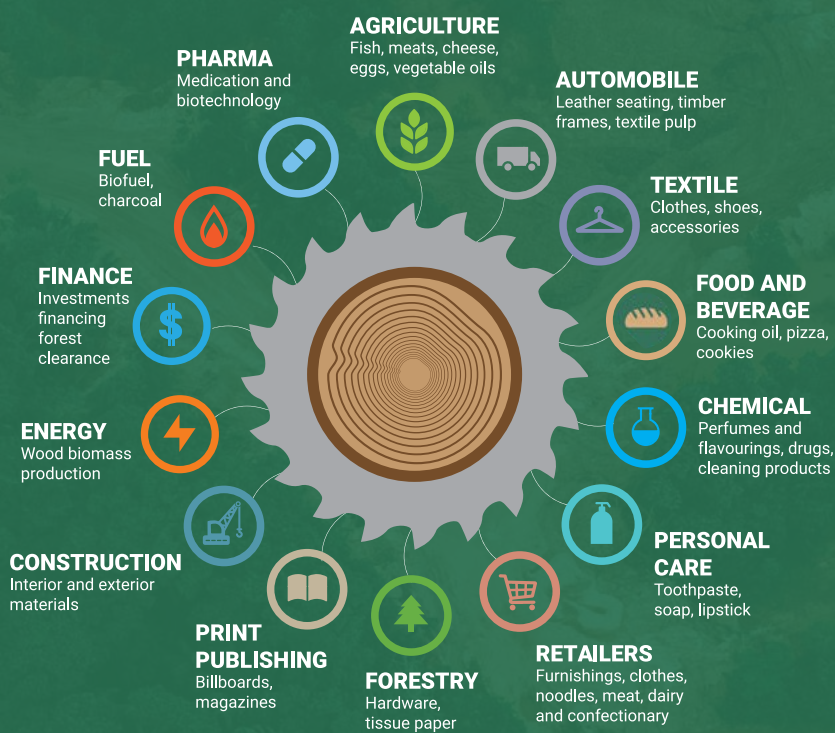 AGRICULTURE
Fish, meats, cheese,
eggs, vegetable oils
AUTOMOBILE
Leather seating, timber
frames, textile pulp
TEXTILE
Clothes, shoes,
accessories
FOOD AND
BEVERAGE
Cooking oil, pizza,
cookies
CHEMICAL
Perfumes and
flavourings, drugs,
cleaning products
PERSONAL
CARE
Toothpaste,
soap, lipstick
RETAILERS
Furnishings, clothes,
noodles, meat, dairy
and confectionary
FORESTRY
Hardware,
tissue paper
PRINT
PUBLISHING
Billboards,
magazines
CONSTRUCTION
Interior and exterior
materials
ENERGY
Wood biomass
production
FINANCE
Investments
financing
forest
clearance
$
FUEL
Biofuel,
charcoal
PHARMA
Medication and
biotechnology